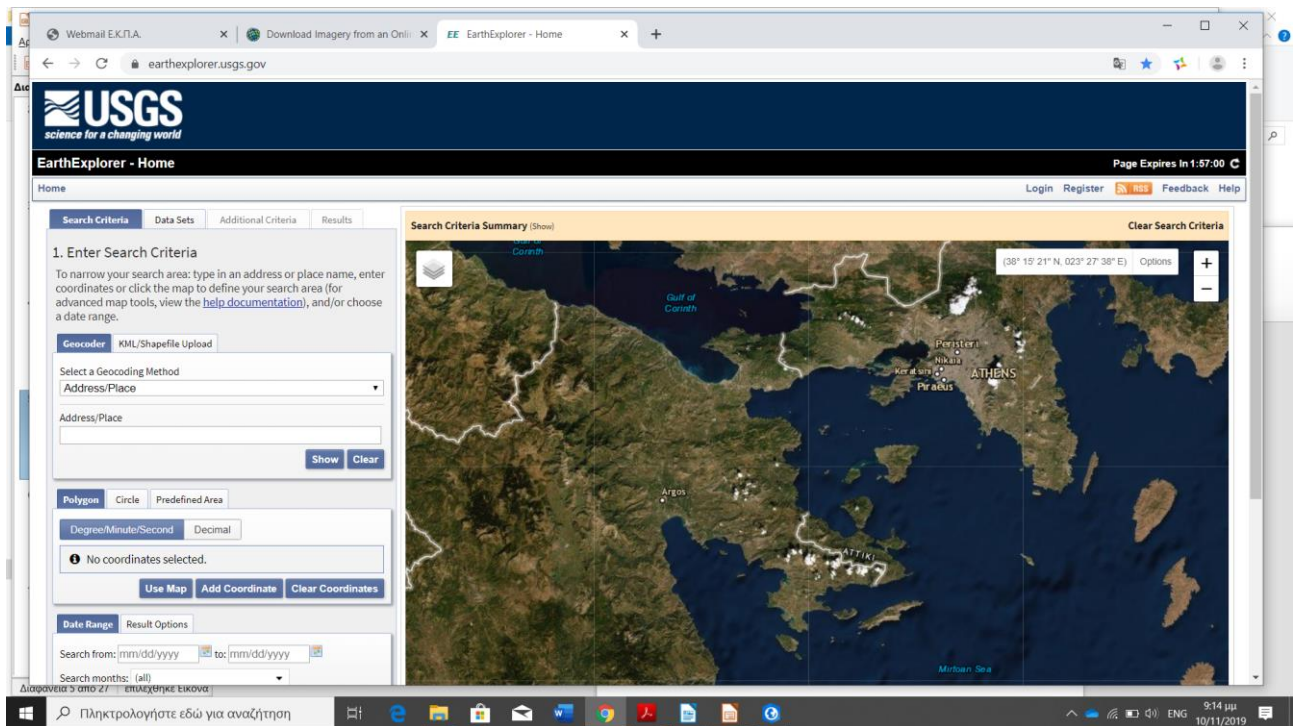 Webmail Ε.Κ.Π.Α.
Download Imagery from an Onli
EE EarthExplorer - Home
earthexplorer.usgs.gov
USGS
science for a changing world
EarthExplorer - Home
Page Expires In 1:57:00
Home
Login Register RSS Feedback Help
Search Criteria Data Sets Additional Criteria Results
1. Enter Search Criteria
To narrow your search area: type in an address or place name, enter
coordinates or click the map to define your search area (for
advanced map tools, view the help documentation), and/or choose
a date range.
Geocoder KML/Shapefile Upload
Select a Geocoding Method
Address/Place
Address/Place
Show Clear
Polygon Circle Predefined Area
Degree/Minute/Second Decimal
No coordinates selected.
Use Map Add Coordinate Clear Coordinates
Date Range Result Options
Search from: mm/dd/yyyy to: mm/dd/yyyy
Search months: (all)
Search Criteria Summary (Show)
Clear Search Criteria
(38° 15' 21" N, 023° 27' 38" E) Options
+
−
Gulf of
Corinth
Gulf of
Corinth
Peristeri
Nikaia
Keratsini
ATHENS
Piraeus
Argos
ATTIKI
Mirtoan Sea
Διαφάνεια 5 από 27 επιλέχθηκε Εικόνα
Πληκτρολογήστε εδώ για αναζήτηση
ENG
9:14 μμ
10/11/2019